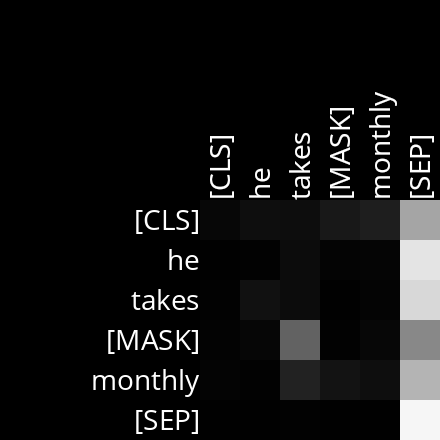 [CLS]
he
takes
[MASK]
monthly
[SEP]
[CLS]
he
takes
[MASK]
monthly
[SEP]